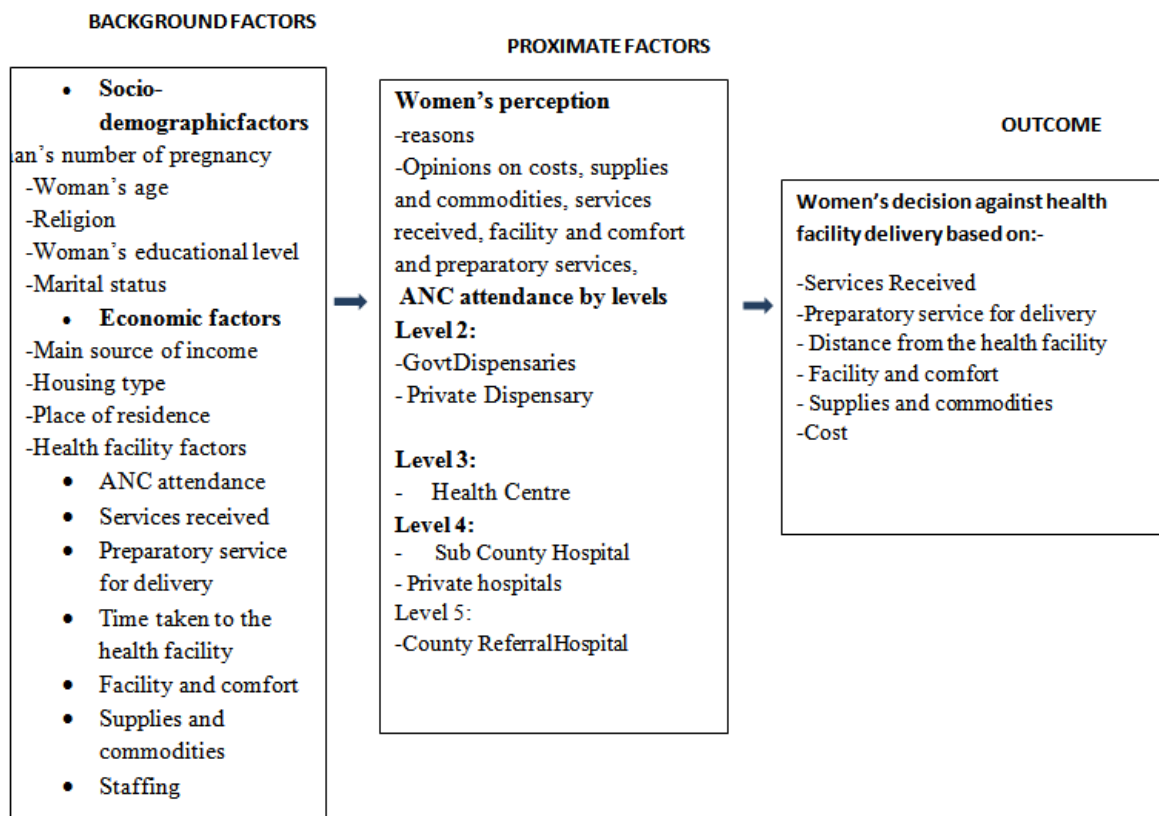 BACKGROUND FACTORS
• Socio-
demographicfactors
an's number of pregnancy
-Woman's age
-Religion
-Woman's educational level
-Marital status
• Economic factors
-Main source of income
-Housing type
-Place of residence
-Health facility factors
• ANC attendance
• Services received
• Preparatory service
for delivery
• Time taken to the
health facility
• Facility and comfort
• Supplies and
commodities
• Staffing
PROXIMATE FACTORS
Women's perception
-reasons
-Opinions on costs, supplies
and commodities, services
received, facility and comfort
and preparatory services,
ANC attendance by levels
Level 2:
-GovtDispensaries
- Private Dispensary
Level 3:
- Health Centre
Level 4:
- Sub County Hospital
- Private hospitals
Level 5:
-County ReferralHospital
OUTCOME
Women's decision against health
facility delivery based on:-
-Services Received
-Preparatory service for delivery
- Distance from the health facility
- Facility and comfort
- Supplies and commodities
-Cost